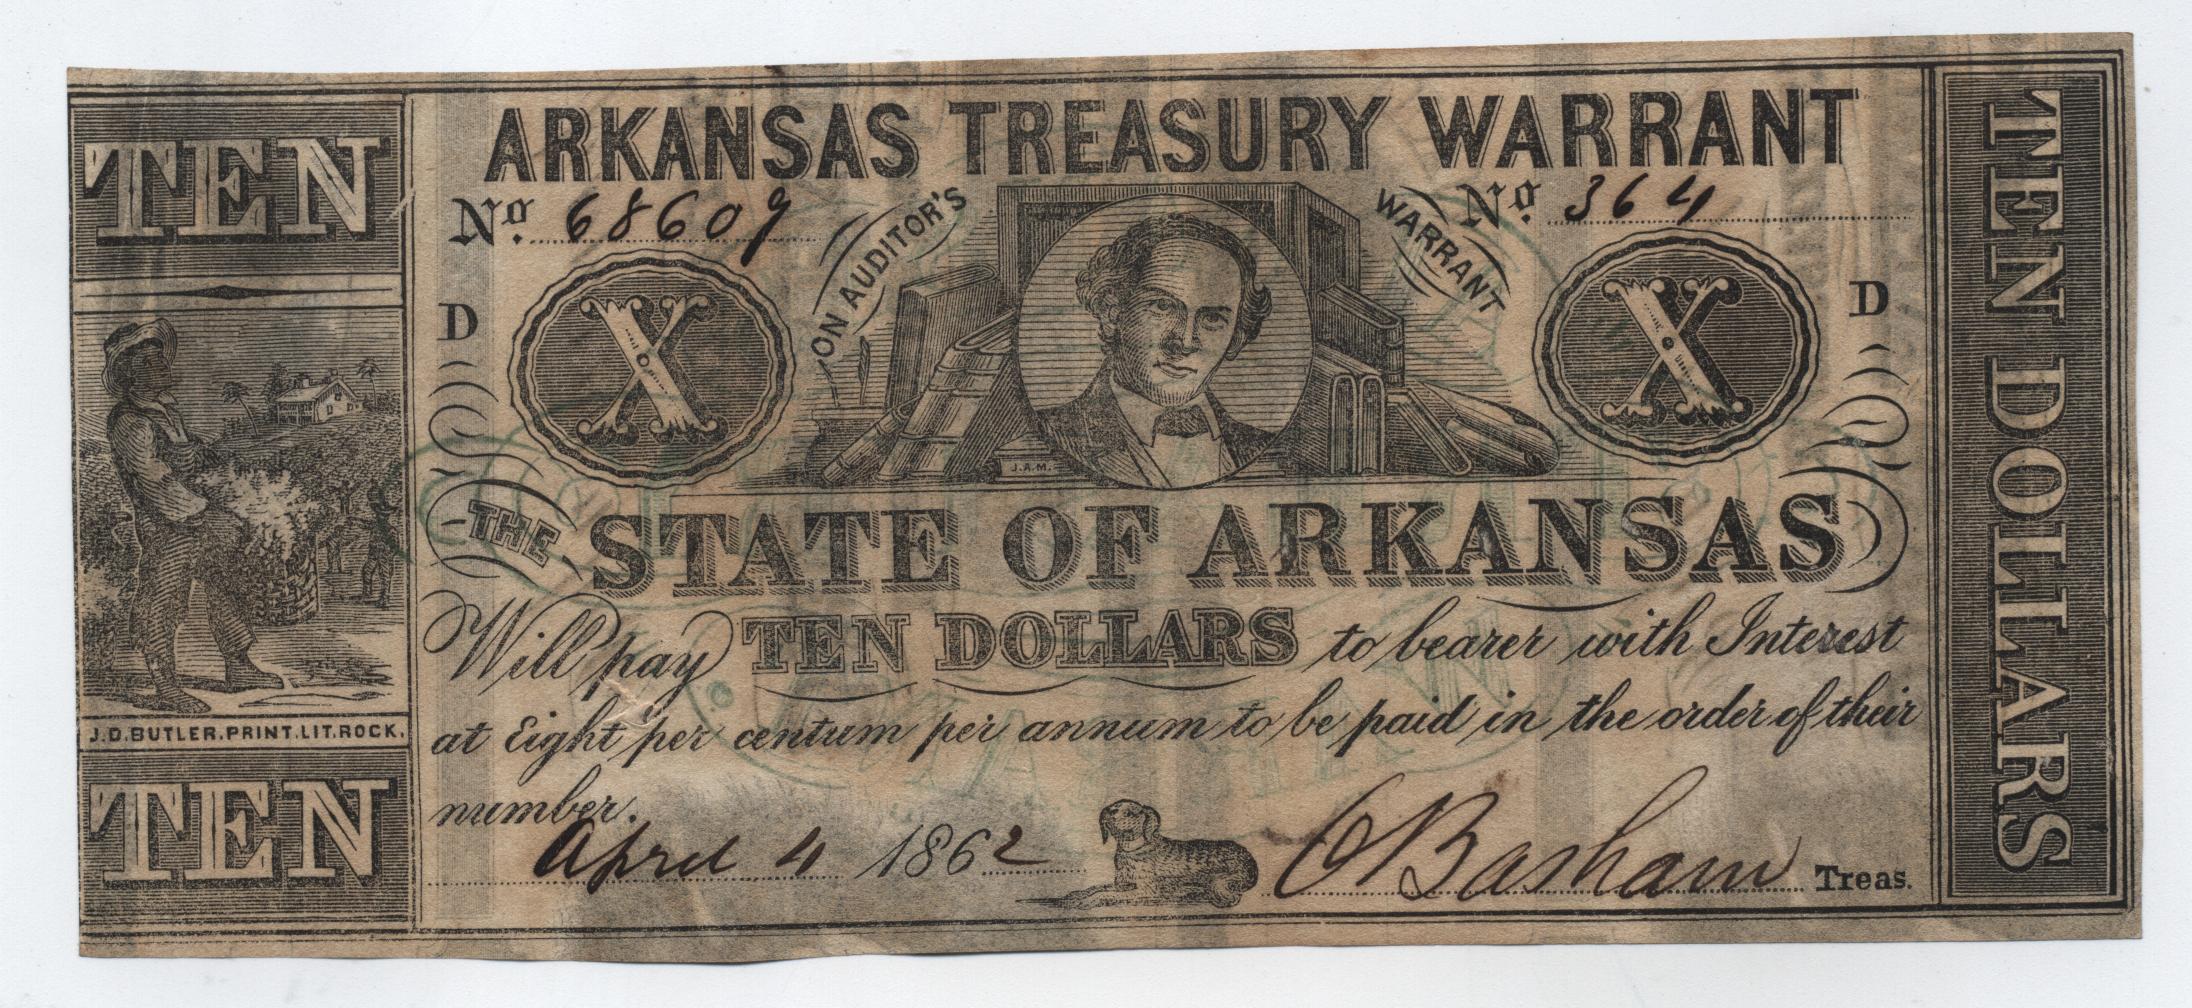 TEN
ARKANSAS TREASURY WARRANT
No. 68609
ON AUDITOR'S
WARRANT
No. 364
D
X
X
D
J.A.M.
THE STATE OF ARKANSAS
Will pay TEN DOLLARS to bearer with Interest
at Eight per centum per annum to be paid in the order of their
number.
J.D.BUTLER.PRINT.LIT.ROCK.
TEN
April 4 1862
C Basham Treas.
TEN DOLLARS